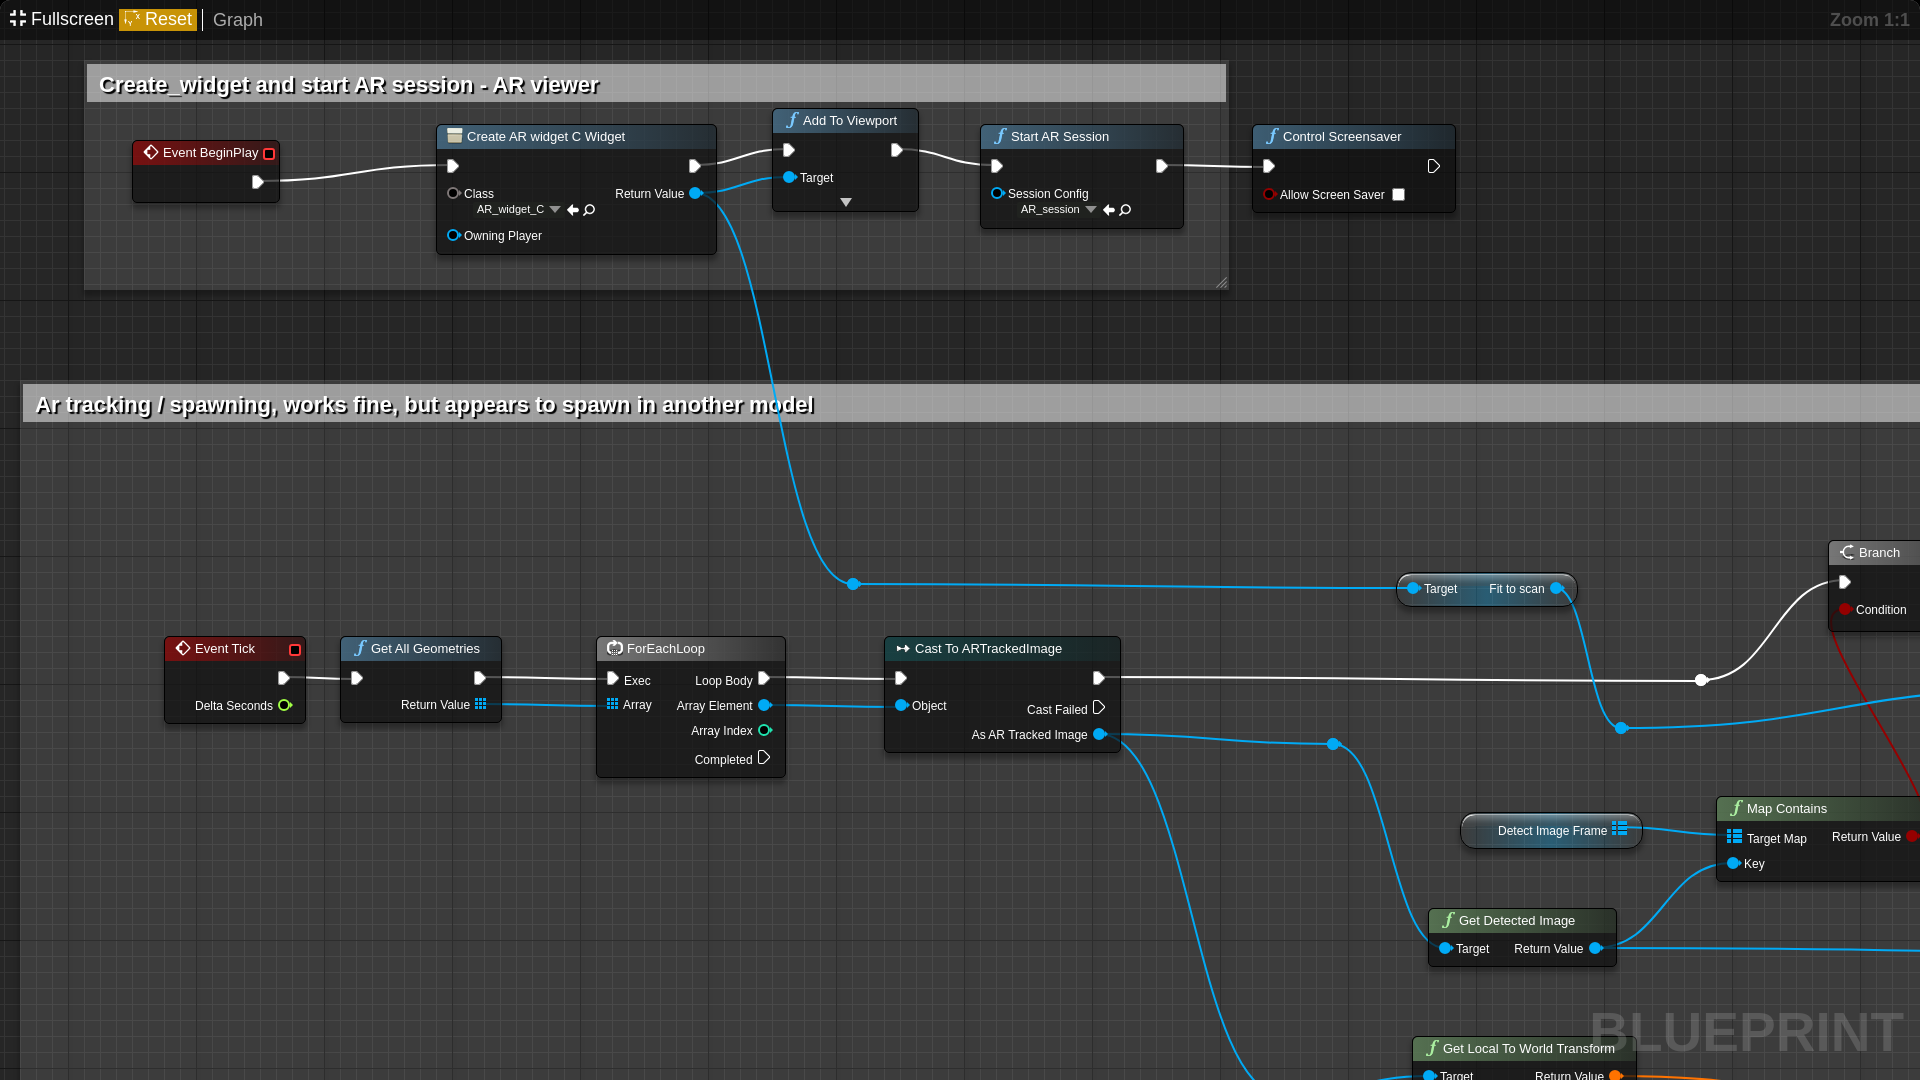 Fullscreen Reset Graph Zoom 1:1
Create_widget and start AR session - AR viewer
Event BeginPlay
Create AR widget C Widget
Class
AR_widget_C
Return Value
Owning Player
Add To Viewport
Target
Start AR Session
Session Config
AR_session
Control Screensaver
Allow Screen Saver
Ar tracking / spawning, works fine, but appears to spawn in another model
Target Fit to scan
Branch
Condition
Event Tick
Delta Seconds
Get All Geometries
Return Value
ForEachLoop
Exec Loop Body
Array Array Element
Array Index
Completed
Cast To ARTrackedImage
Object
Cast Failed
As AR Tracked Image
Detect Image Frame
Map Contains
Target Map Return Value
Key
Get Detected Image
Target Return Value
Get Local To World Transform
Target Return Value
BLUEPRINT